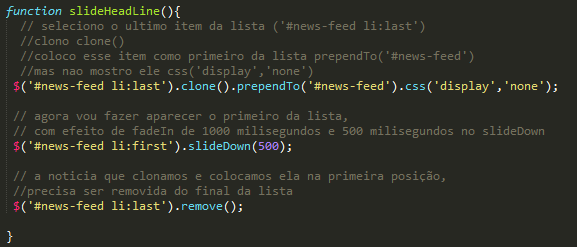 function slideHeadLine(){
// seleciono o ultimo item da lista ('#news-feed li:last')
//clono clone()
//coloco esse item como primeiro da lista prependTo('#news-feed')
//mas nao mostro ele css('display','none')
$('#news-feed li:last').clone().prependTo('#news-feed').css('display','none');
// agora vou fazer aparecer o primeiro da lista,
// com efeito de fadeIn de 1000 milisegundos e 500 milisegundos no slideDown
$('#news-feed li:first').slideDown(500);
// a noticia que clonamos e colocamos ela na primeira posição,
//precisa ser removida do final da lista
$('#news-feed li:last').remove();
}